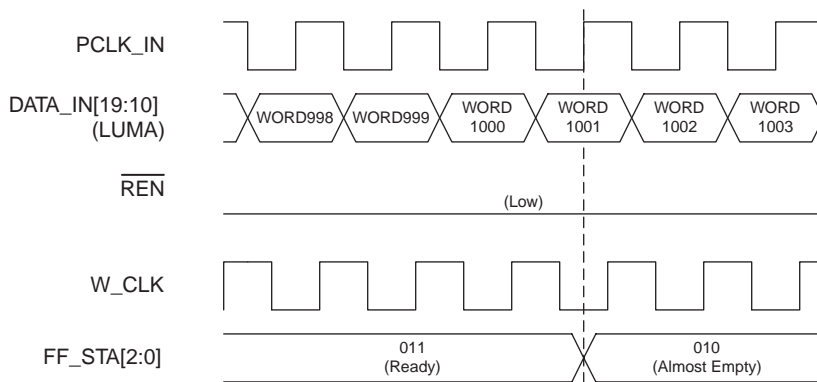 PCLK_IN
DATA_IN[19:10]
(LUMA)
WORD998
WORD999
WORD
1000
WORD
1001
WORD
1002
WORD
1003
REN
(Low)
W_CLK
FF_STA[2:0]
011
(Ready)
010
(Almost Empty)